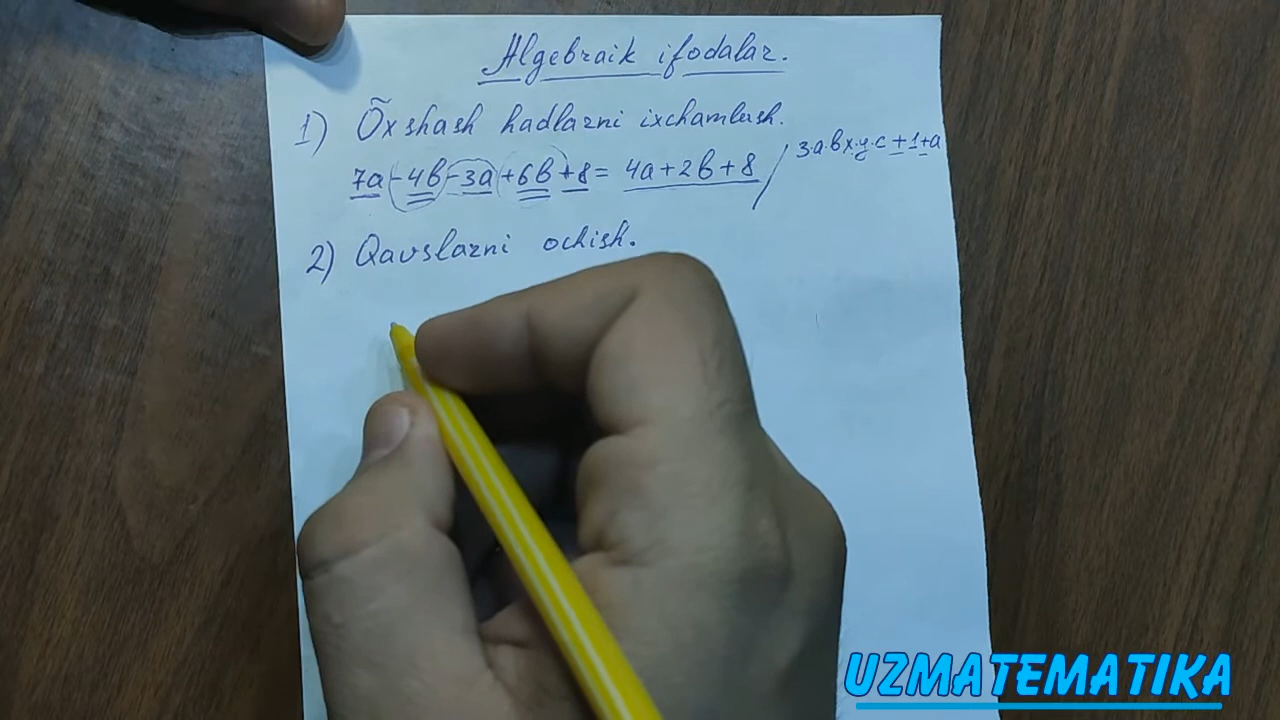 Algebraik ifodalar.
1) Õxshash hadlarni ixchamlash.
7a-4b-3a+6b+8= 4a+2b+8 / 3·a·b·x·y·c+1+a
2) Qavslarni ochish.
UZMATEMATIKA